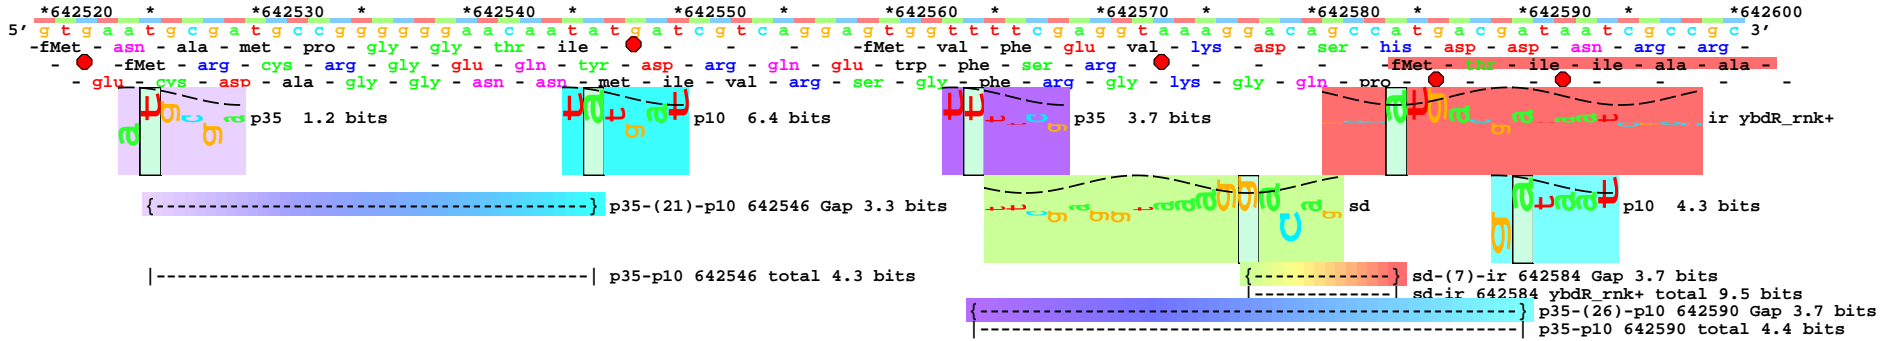 *642520 * *642530 * *642540 * *642550 * *642560 * *642570 * *642580 * *642590 * *642600
5' g t g a a t g c g a t g c c g g g g g g a a c a a t a t g a t c g t c a g g a g t g g t t t t c g a g g t a a a g g a c a g c c a t g a c g a t a a t c g c c g c 3'
-fMet - asn - ala - met - pro - gly - gly - thr - ile - - - - - -fMet - val - phe - glu - val - lys - asp - ser - his - asp - asp - asn - arg - arg -
- -fMet - arg - cys - arg - gly - glu - gln - tyr - asp - arg - gln - glu - trp - phe - ser - arg - - - - - fMet - thr - ile - ile - ala - ala -
- glu - cys - asp - ala - gly - gly - asn - asn - met - ile - val - arg - ser - gly - phe - arg - gly - lys - gly - gln - pro - - - - - -
a t g c g a p35 1.2 bits t a t g a t p10 6.4 bits t t t t c g p35 3.7 bits ir ybdR_rnk+
{--------------------} p35-(21)-p10 642546 Gap 3.3 bits sd g a t a a t p10 4.3 bits
|--------------------| p35-p10 642546 total 4.3 bits {------} sd-(7)-ir 642584 Gap 3.7 bits
|------| sd-ir 642584 ybdR_rnk+ total 9.5 bits
{-------------------------} p35-(26)-p10 642590 Gap 3.7 bits
|-------------------------| p35-p10 642590 total 4.4 bits